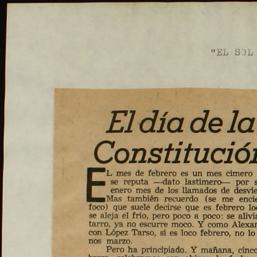 "EL SOL
El día de la
Constitución
EL mes de febrero es un mes cimero
se reputa —dato lastimero— por s
enero mes de los llamados de desvie
Mas también recuerdo (se me encie
foco) que suele decirse que es febrero lo
se aleja el frío, pero poco a poco: se alivia
tarro, ya no escurre moco. Y como Alexan
con López Tarso, si es loco febrero, no lo
nos marzo.
Pero ha principiado. Y mañana, cinco